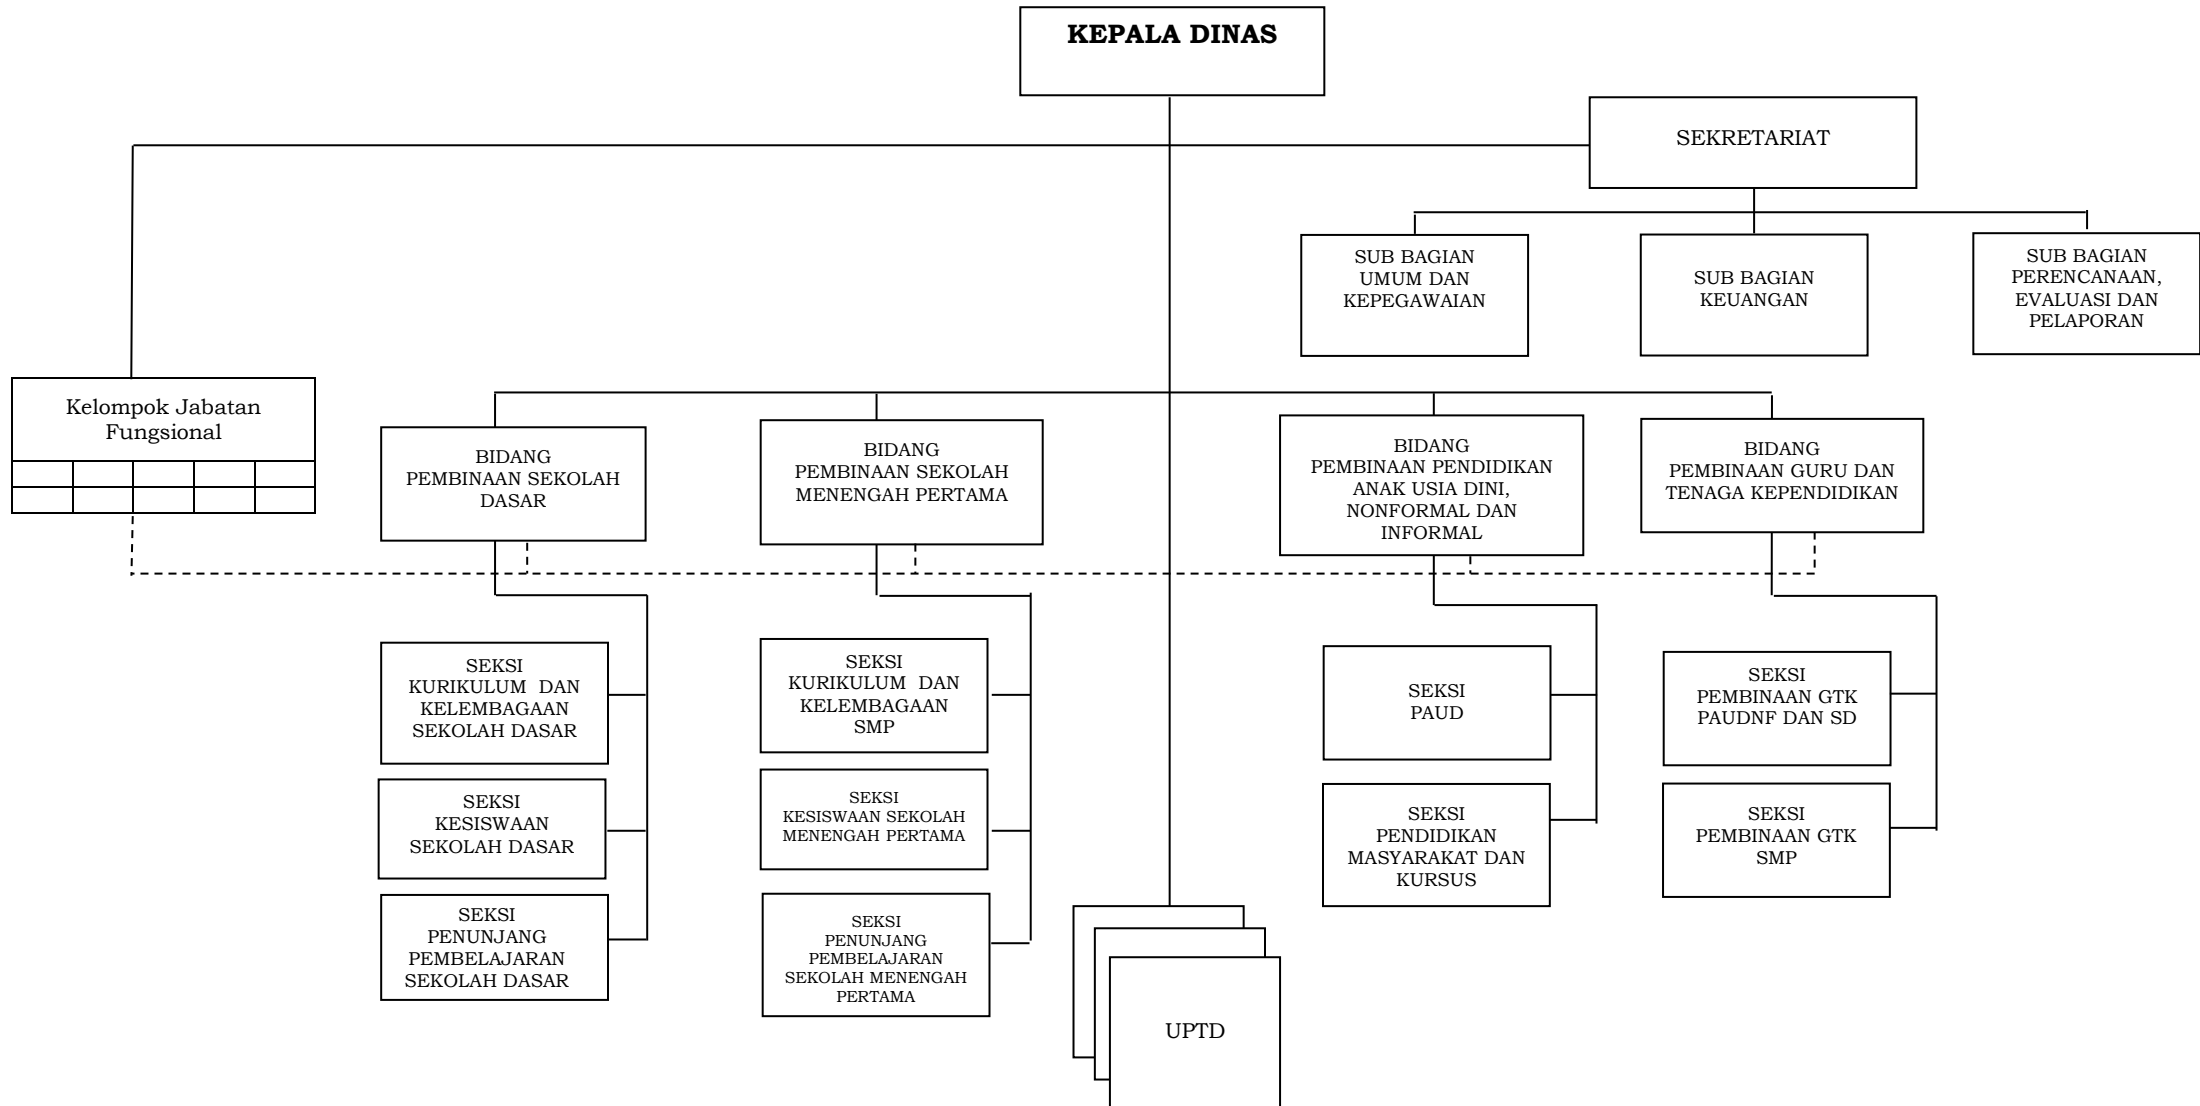 KEPALA DINAS
SEKRETARIAT
SUB BAGIAN
UMUM DAN
KEPEGAWAIAN
SUB BAGIAN
KEUANGAN
SUB BAGIAN
PERENCANAAN,
EVALUASI DAN
PELAPORAN
Kelompok Jabatan
Fungsional
BIDANG
PEMBINAAN SEKOLAH
DASAR
BIDANG
PEMBINAAN SEKOLAH
MENENGAH PERTAMA
BIDANG
PEMBINAAN PENDIDIKAN
ANAK USIA DINI,
NONFORMAL DAN
INFORMAL
BIDANG
PEMBINAAN GURU DAN
TENAGA KEPENDIDIKAN
SEKSI
KURIKULUM  DAN
KELEMBAGAAN
SEKOLAH DASAR
SEKSI
KURIKULUM  DAN
KELEMBAGAAN
SMP
SEKSI
PAUD
SEKSI
PEMBINAAN GTK
PAUDNF DAN SD
SEKSI
KESISWAAN
SEKOLAH DASAR
SEKSI
KESISWAAN SEKOLAH
MENENGAH PERTAMA
SEKSI
PENDIDIKAN
MASYARAKAT DAN
KURSUS
SEKSI
PEMBINAAN GTK
SMP
SEKSI
PENUNJANG
PEMBELAJARAN
SEKOLAH DASAR
SEKSI
PENUNJANG
PEMBELAJARAN
SEKOLAH MENENGAH
PERTAMA
UPTD